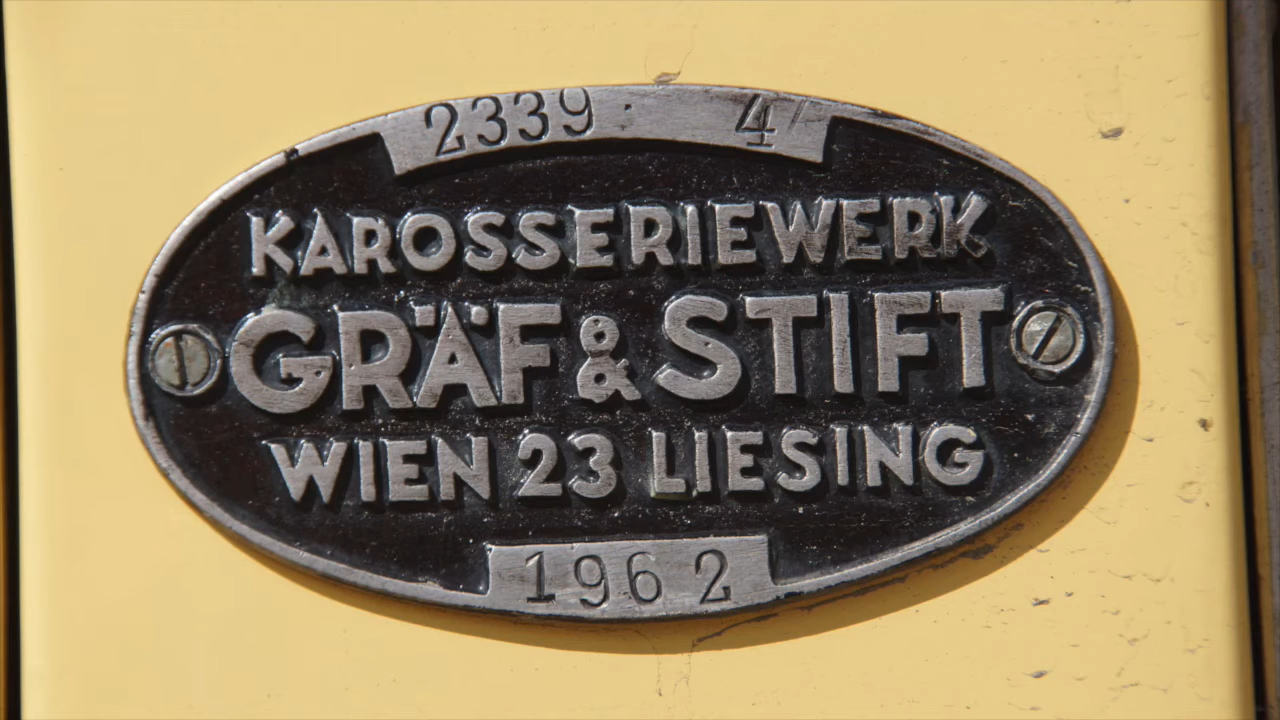 2339 4
KAROSSERIEWERK
GRÄF & STIFT
WIEN 23 LIESING
1962